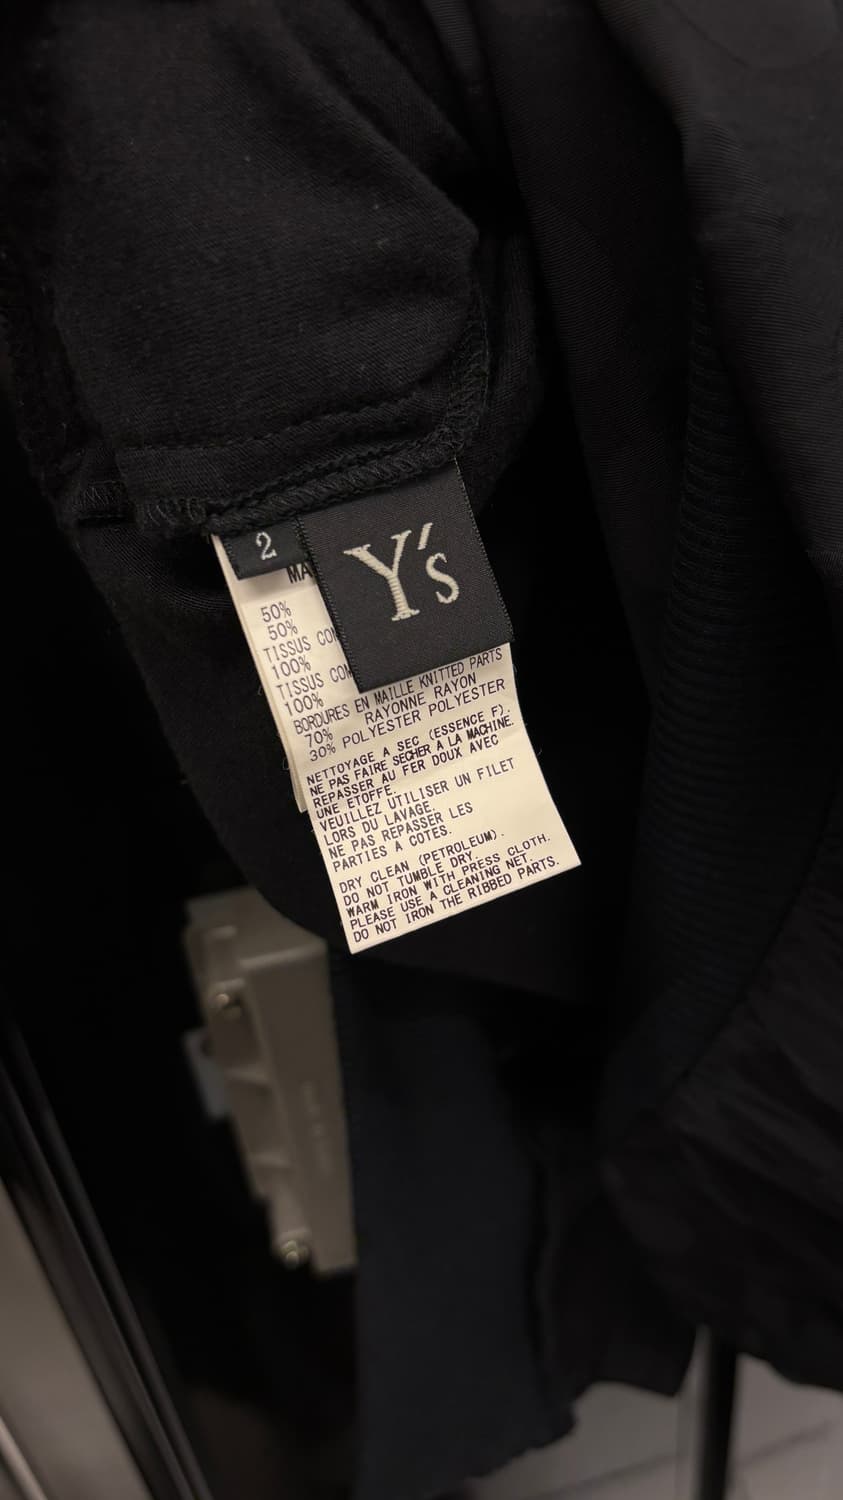 2
Y's
MA
50%
50%
TISSUS
100%
TISSUS
100%
BORDURES EN MAILLE KNITTED PARTS
70% RAYONNE RAYON
30% POLYESTER POLYESTER
NETTOYAGE A SEC (ESSENCE F).
NE PAS FAIRE SECHER A LA MACHINE.
REPASSER AU FER DOUX AVEC
UNE ETOFFE.
VEUILLEZ UTILISER UN FILET
LORS DU LAVAGE.
NE PAS REPASSER LES
PARTIES A COTES.
DRY CLEAN (PETROLEUM).
DO NOT TUMBLE DRY.
WARM IRON WITH PRESS CLOTH.
PLEASE USE A CLEANING NET.
DO NOT IRON THE RIBBED PARTS.